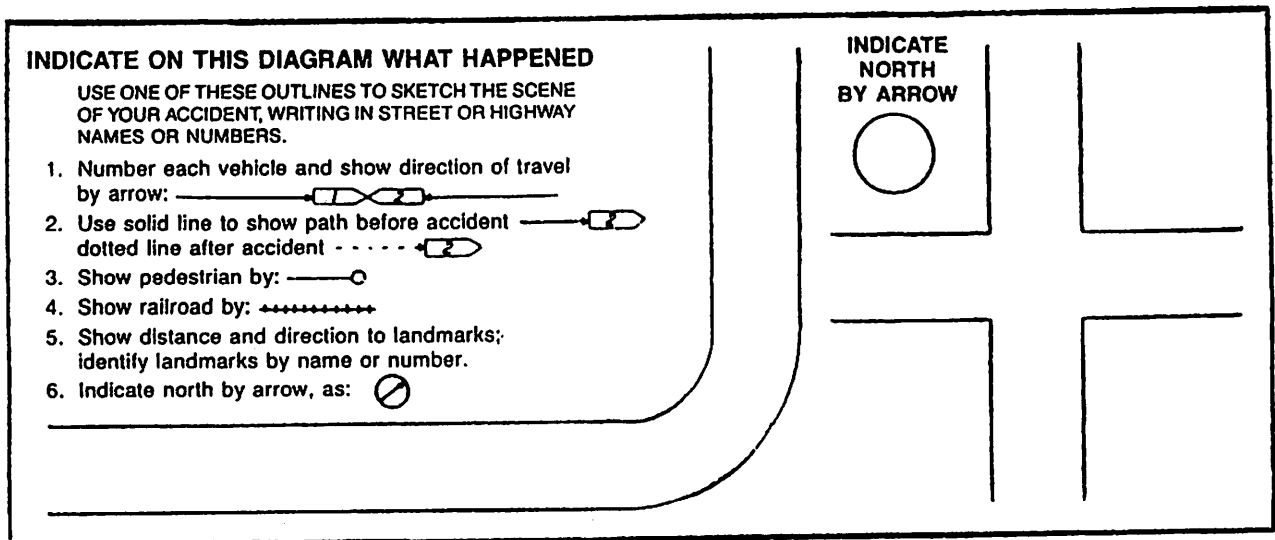 INDICATE ON THIS DIAGRAM WHAT HAPPENED
USE ONE OF THESE OUTLINES TO SKETCH THE SCENE
OF YOUR ACCIDENT, WRITING IN STREET OR HIGHWAY
NAMES OR NUMBERS.
1. Number each vehicle and show direction of travel
by arrow: 1 2
2. Use solid line to show path before accident 2
dotted line after accident 2
3. Show pedestrian by:
4. Show railroad by:
5. Show distance and direction to landmarks;
identify landmarks by name or number.
6. Indicate north by arrow, as:
INDICATE
NORTH
BY ARROW